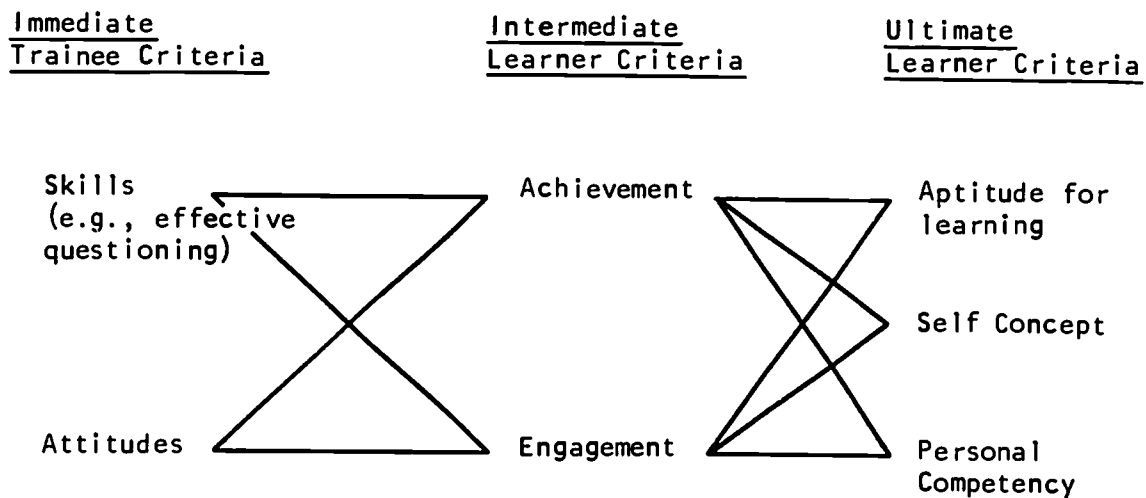 Immediate
Trainee Criteria
Intermediate
Learner Criteria
Ultimate
Learner Criteria
Skills
(e.g., effective
questioning)
Achievement
Aptitude for
learning
Self Concept
Attitudes
Engagement
Personal
Competency